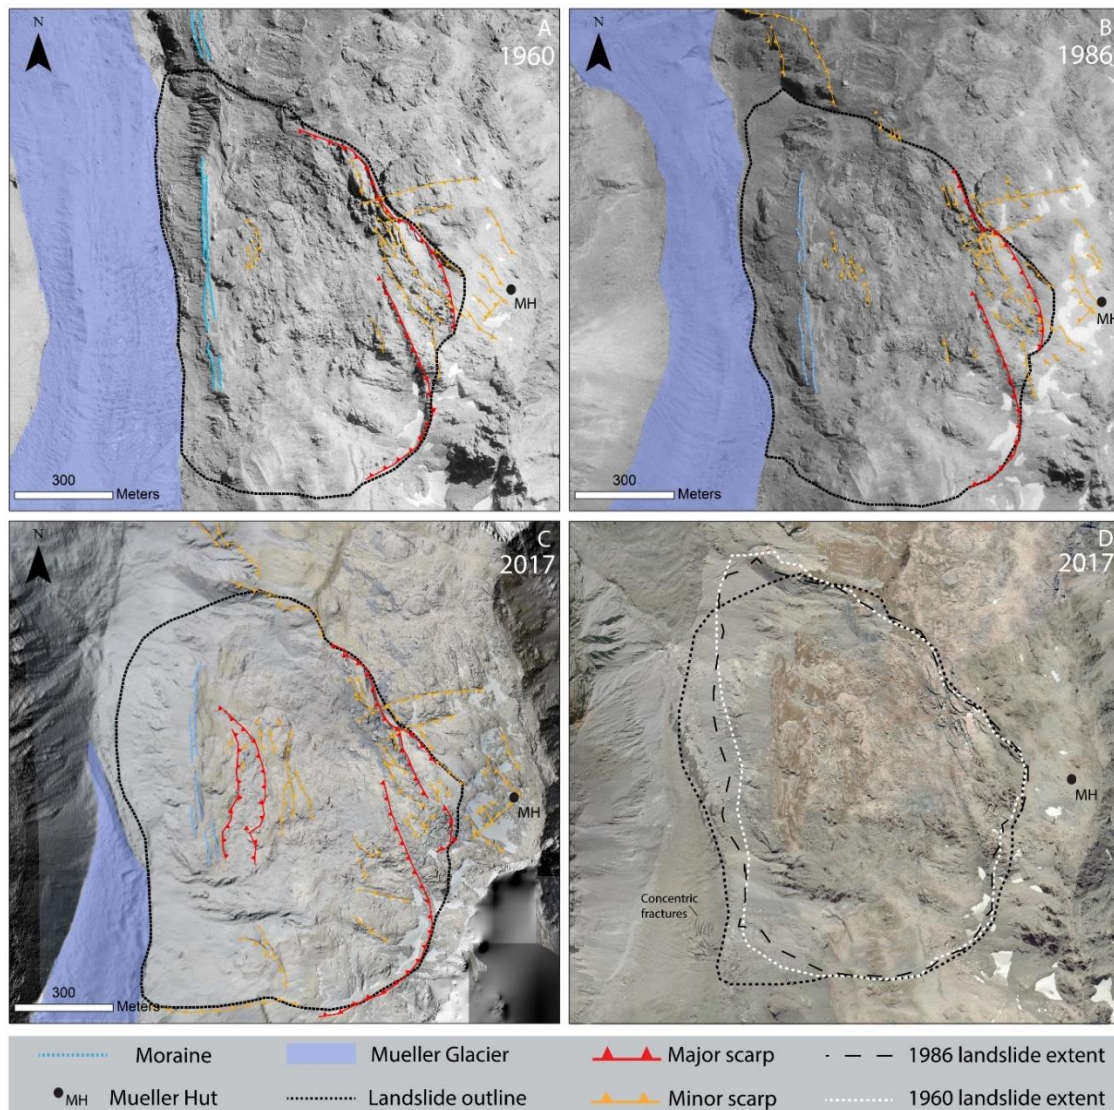 N
A
1960
MH
300
Meters
N
B
1986
MH
300
Meters
N
C
2017
MH
300
Meters
D
2017
MH
Concentric
fractures
Moraine
Mueller Glacier
Major scarp
1986 landslide extent
MH Mueller Hut
Landslide outline
Minor scarp
1960 landslide extent